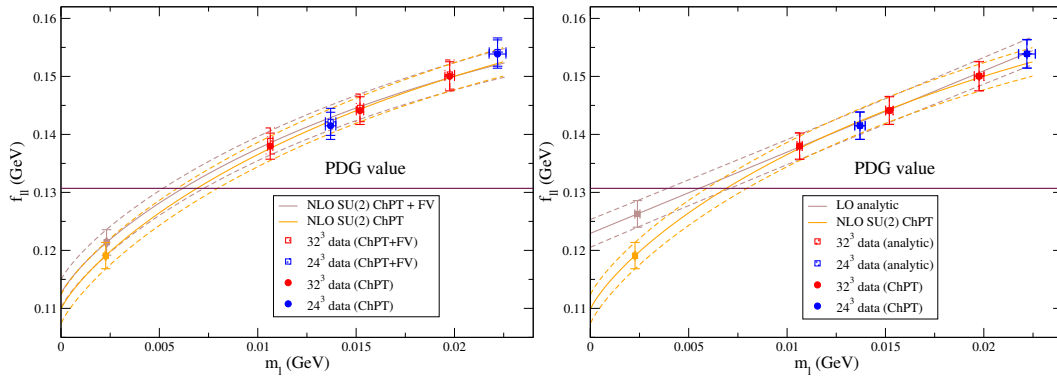 0.16
0.15
0.14
0.13
0.12
0.11
f_ll (GeV)
PDG value
NLO SU(2) ChPT + FV
NLO SU(2) ChPT
32³ data (ChPT+FV)
24³ data (ChPT+FV)
32³ data (ChPT)
24³ data (ChPT)
0 0.005 0.01 0.015 0.02
m_l (GeV)
0.16
0.15
0.14
0.13
0.12
0.11
f_ll (GeV)
PDG value
LO analytic
NLO SU(2) ChPT
32³ data (analytic)
24³ data (analytic)
32³ data (ChPT)
24³ data (ChPT)
0 0.005 0.01 0.015 0.02
m_l (GeV)